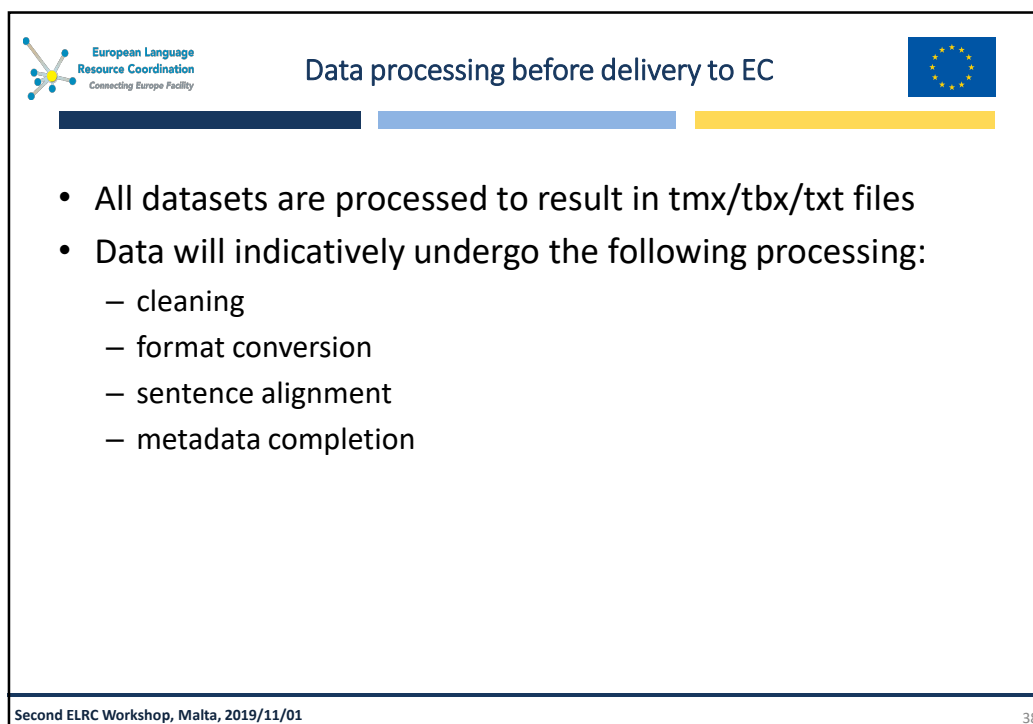 European Language
Resource Coordination
Connecting Europe Facility
Data processing before delivery to EC
• All datasets are processed to result in tmx/tbx/txt files
• Data will indicatively undergo the following processing:
– cleaning
– format conversion
– sentence alignment
– metadata completion
Second ELRC Workshop, Malta, 2019/11/01